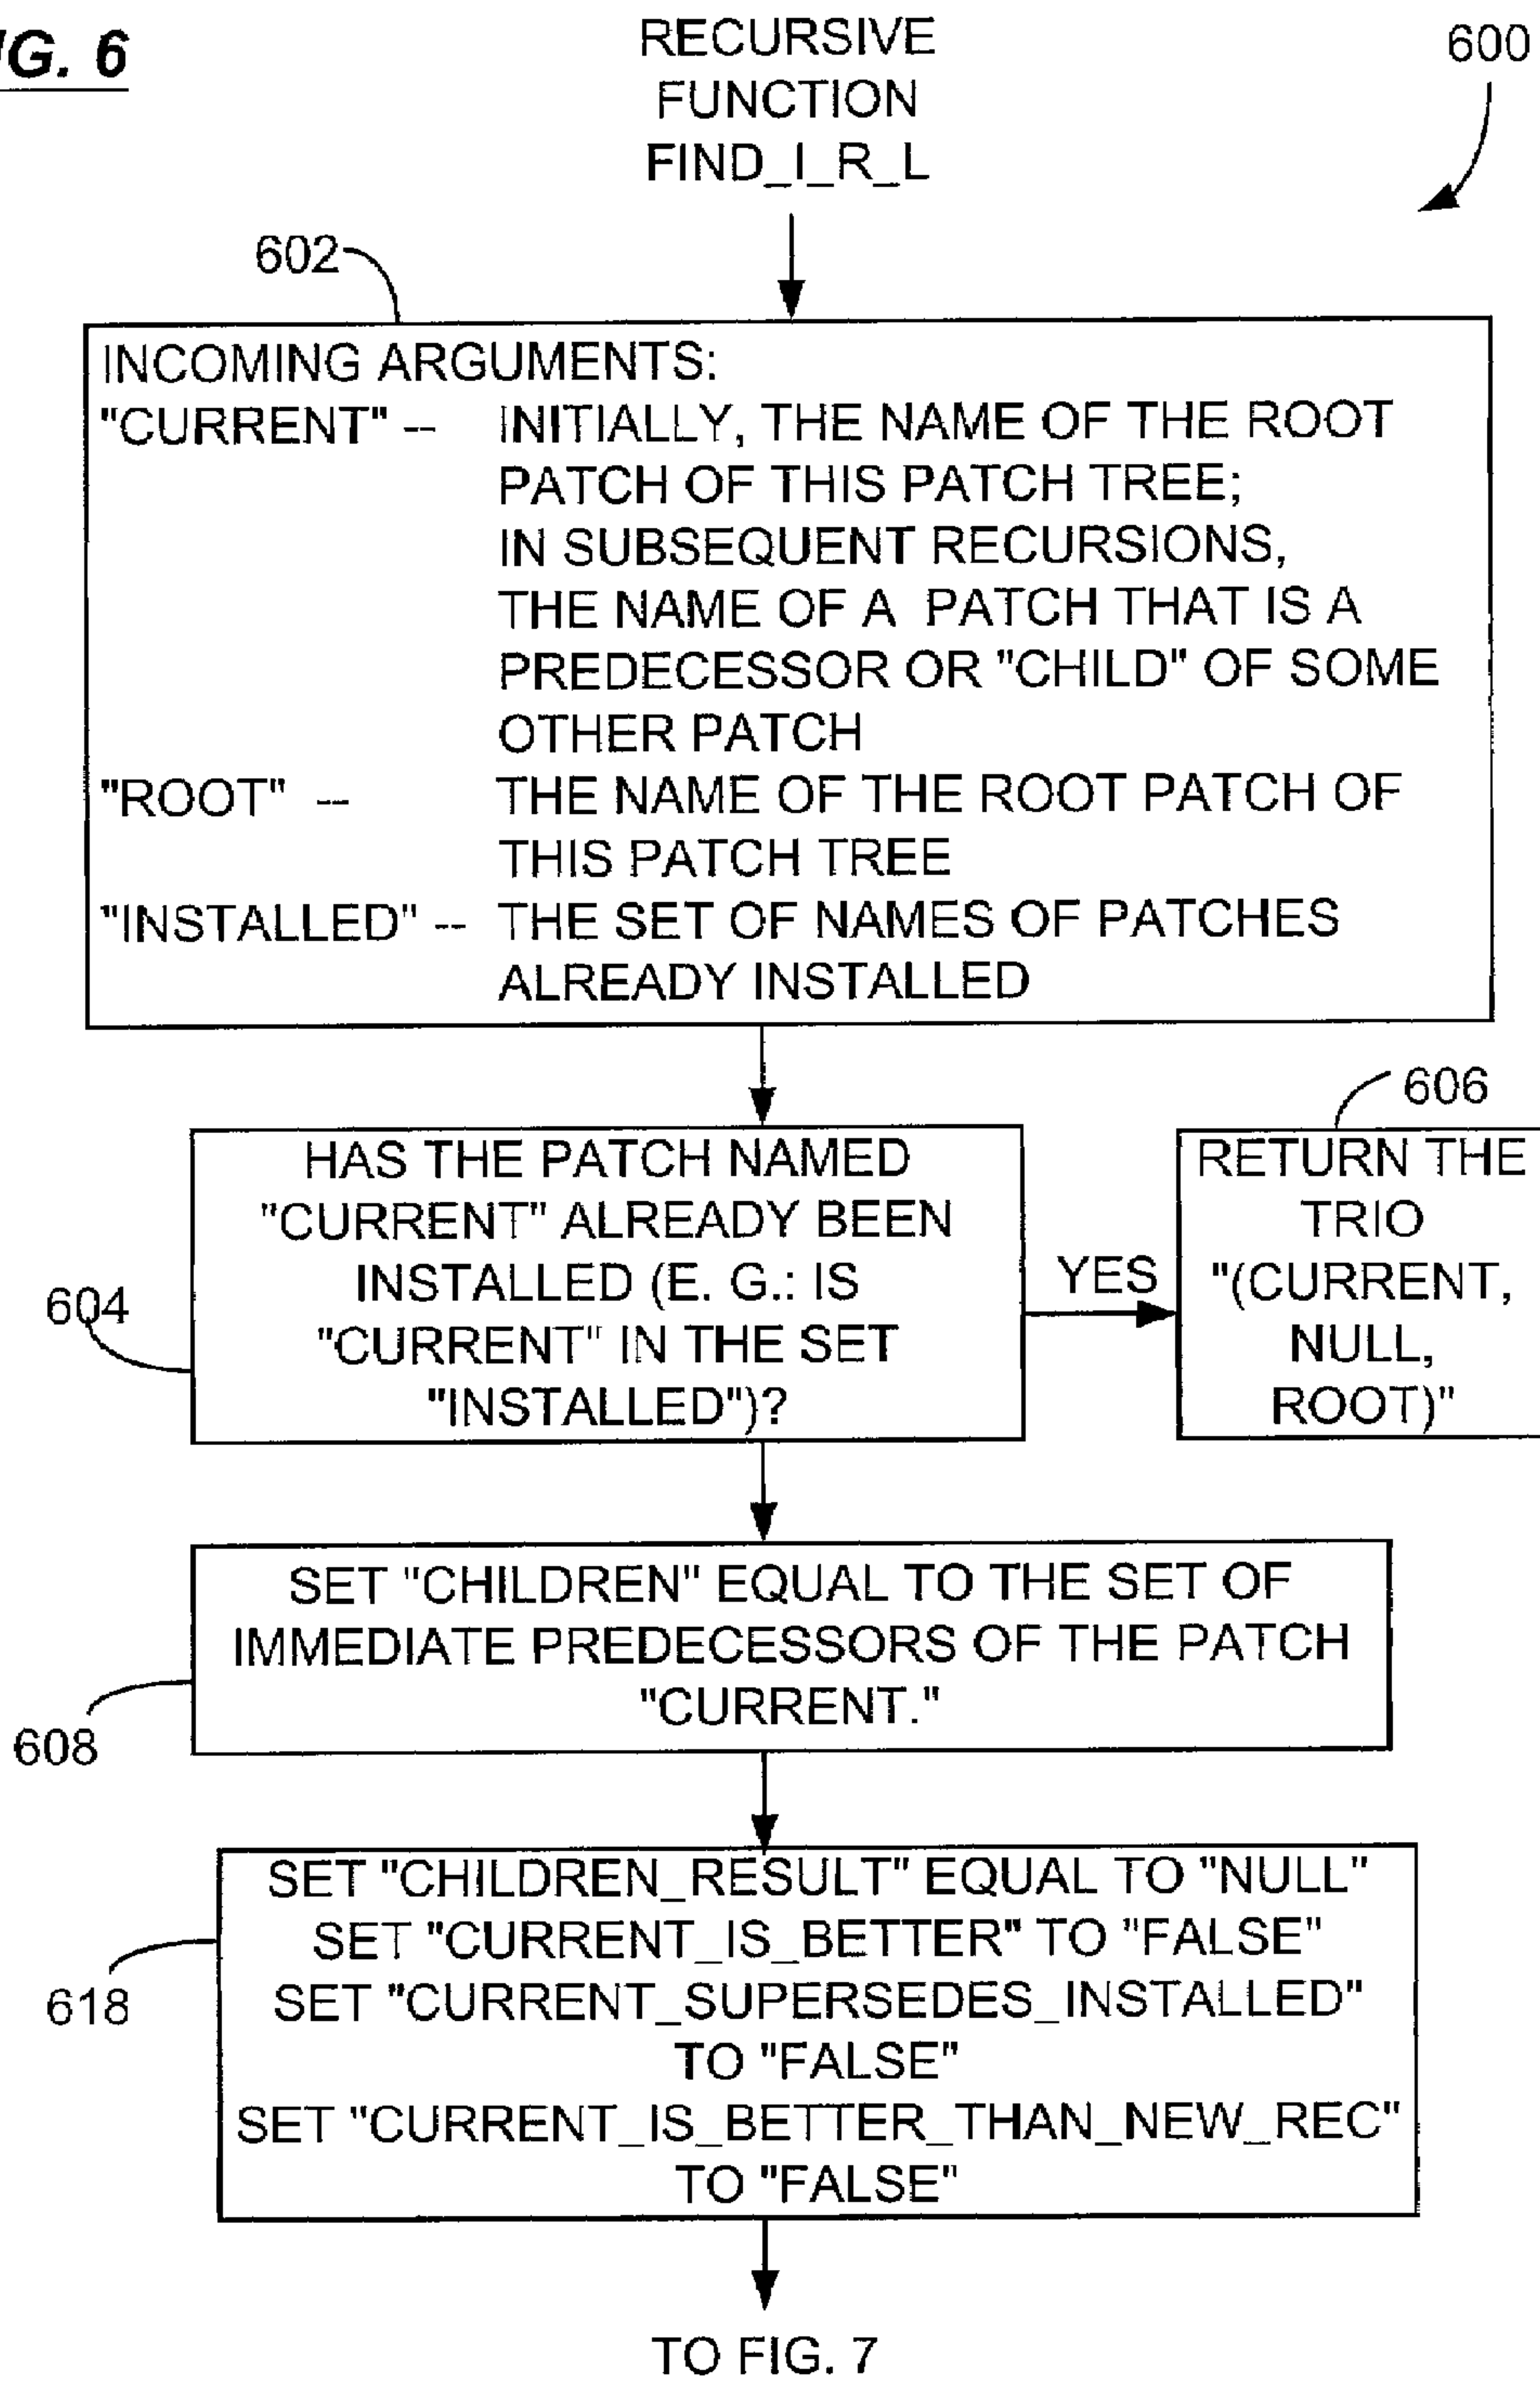 G. 6
RECURSIVE
FUNCTION
FIND_I_R_L
600
602
INCOMING ARGUMENTS:
"CURRENT" -- INITIALLY, THE NAME OF THE ROOT
PATCH OF THIS PATCH TREE;
IN SUBSEQUENT RECURSIONS,
THE NAME OF A PATCH THAT IS A
PREDECESSOR OR "CHILD" OF SOME
OTHER PATCH
"ROOT" -- THE NAME OF THE ROOT PATCH OF
THIS PATCH TREE
"INSTALLED" -- THE SET OF NAMES OF PATCHES
ALREADY INSTALLED
604
HAS THE PATCH NAMED
"CURRENT" ALREADY BEEN
INSTALLED (E. G.: IS
"CURRENT" IN THE SET
"INSTALLED")?
YES
606
RETURN THE
TRIO
"(CURRENT,
NULL,
ROOT)"
608
SET "CHILDREN" EQUAL TO THE SET OF
IMMEDIATE PREDECESSORS OF THE PATCH
"CURRENT."
618
SET "CHILDREN_RESULT" EQUAL TO "NULL"
SET "CURRENT_IS_BETTER" TO "FALSE"
SET "CURRENT_SUPERSEDES_INSTALLED"
TO "FALSE"
SET "CURRENT_IS_BETTER_THAN_NEW_REC"
TO "FALSE"
TO FIG. 7